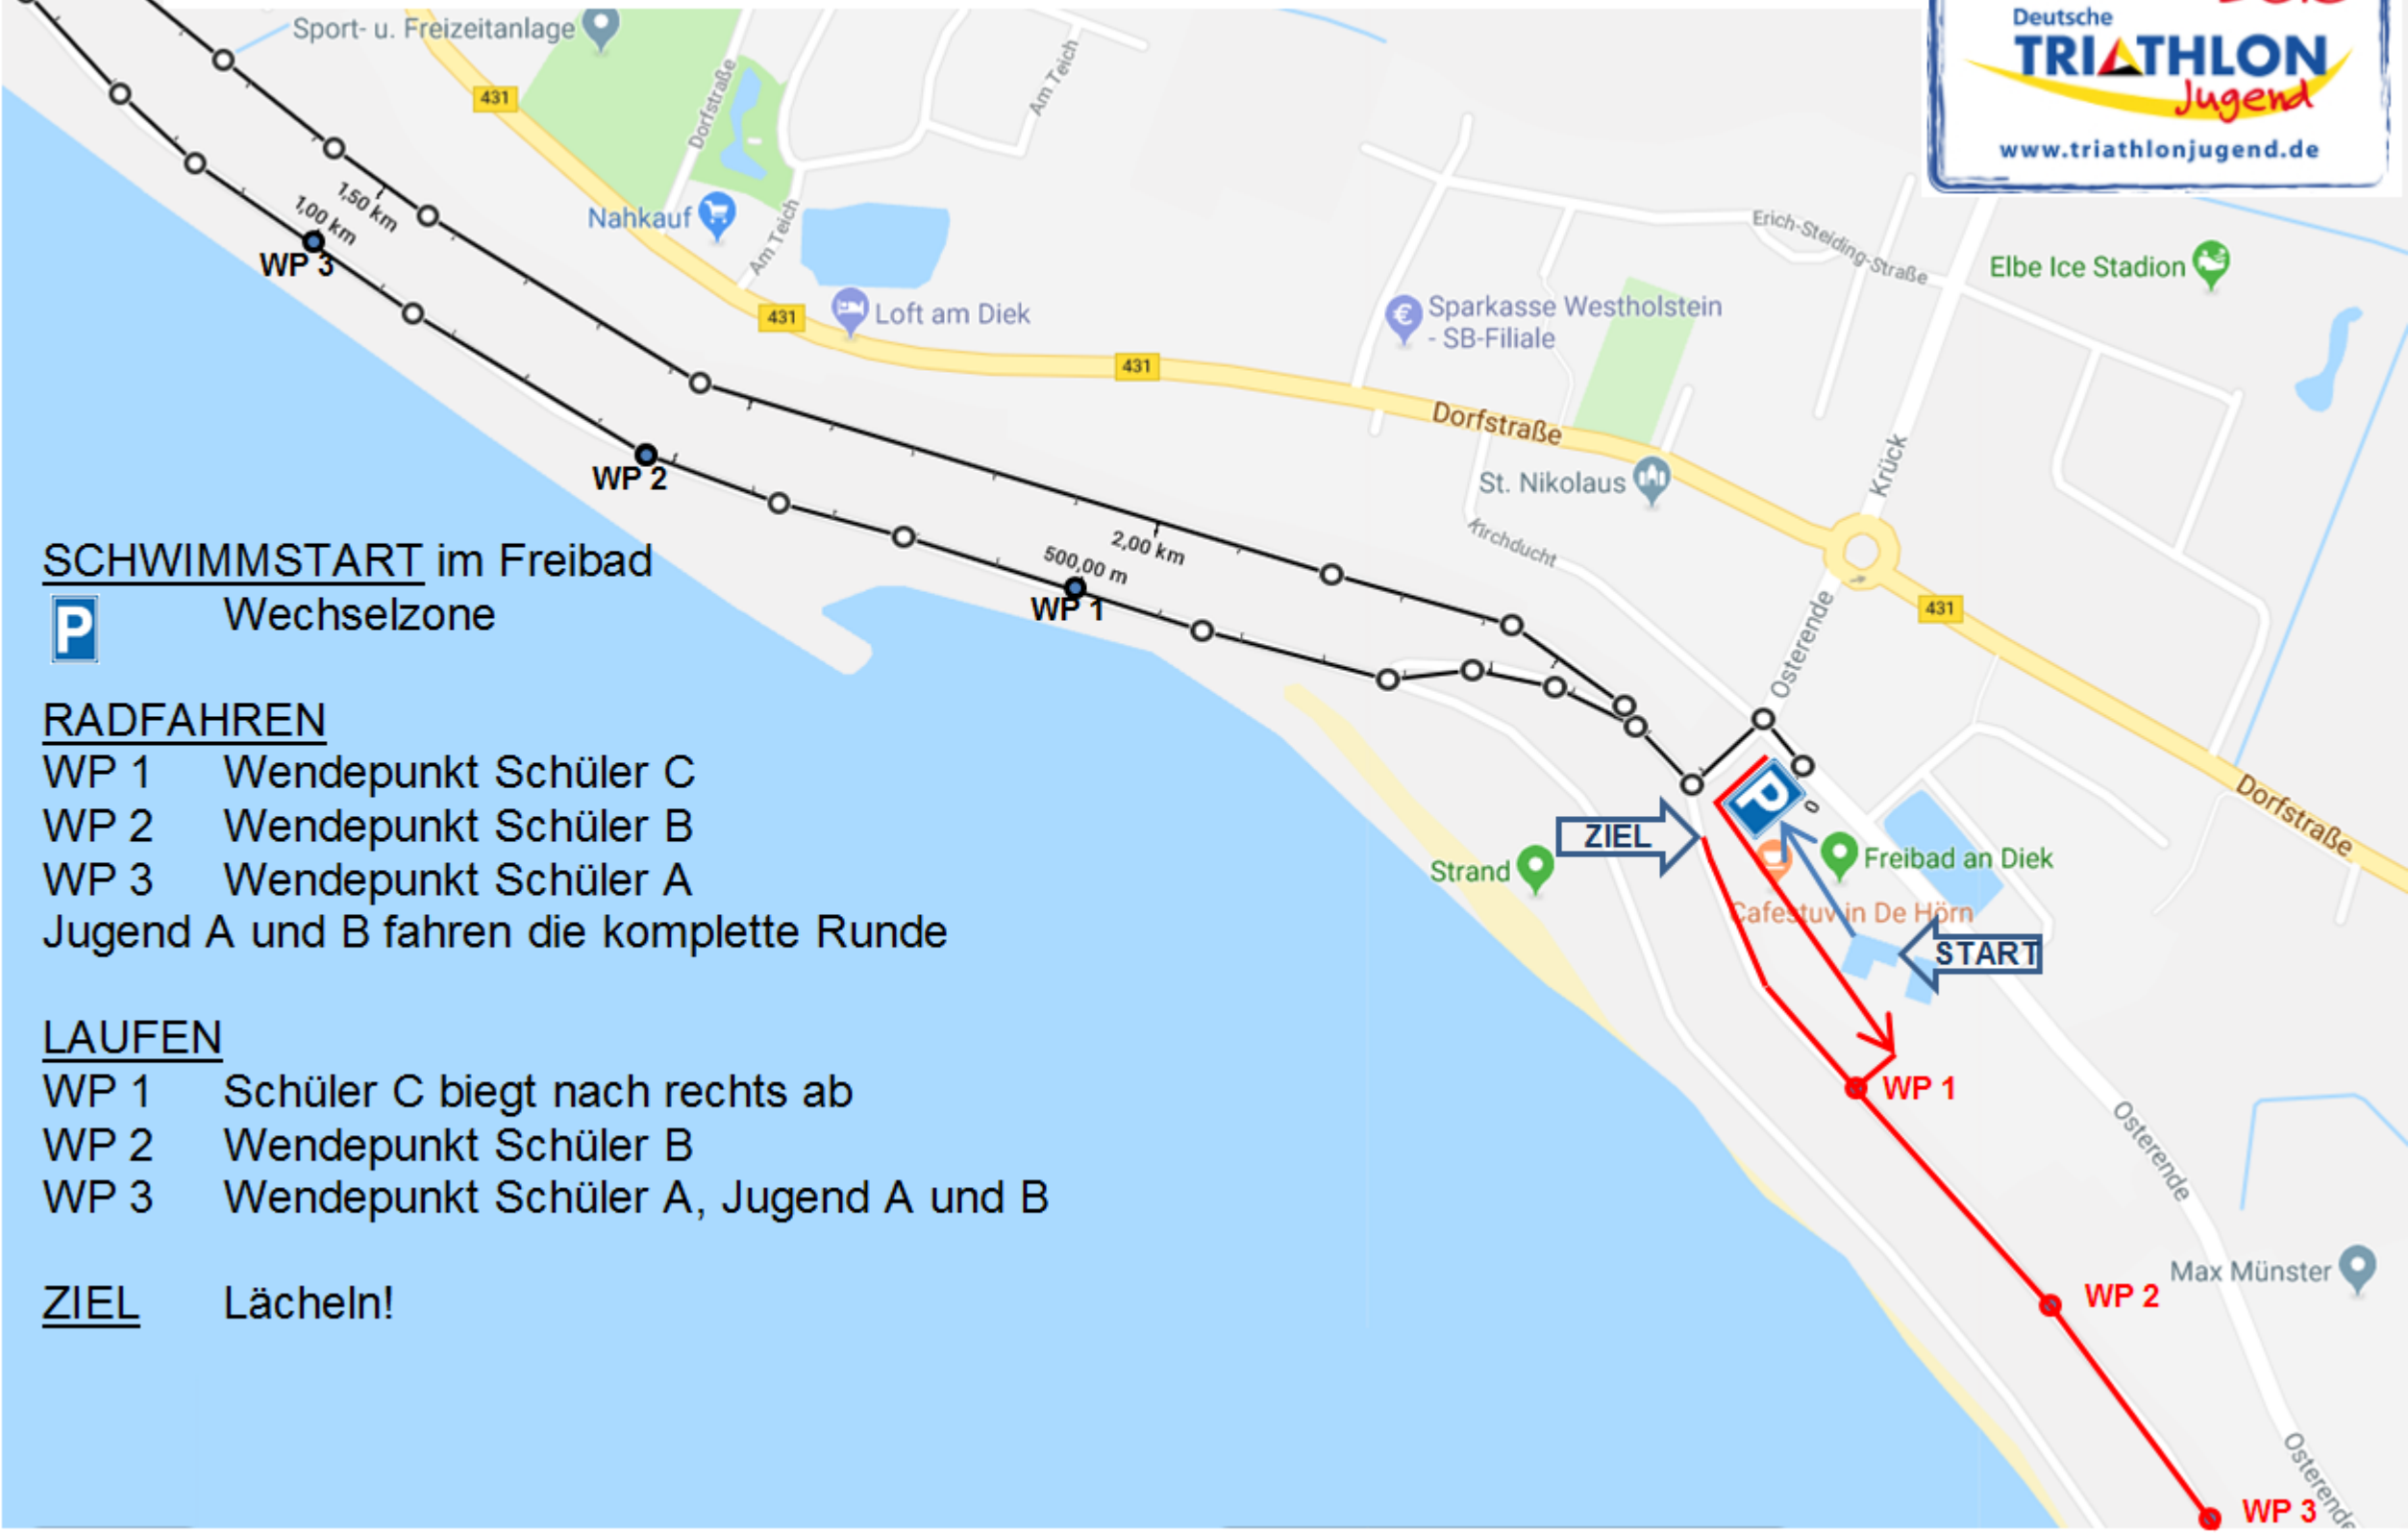 Deutsche
TRIATHLON
Jugend
www.triathlonjugend.de
Sport- u. Freizeitanlage
431
Dorfstraße
Am Teich
1,50 km
1,00 km
WP 3
Nahkauf
Am Teich
431
Loft am Diek
431
Sparkasse Westholstein
- SB-Filiale
Erich-Steiding-Straße
Elbe Ice Stadion
Dorfstraße
Krück
St. Nikolaus
Kirchducht
WP 2
2,00 km
500,00 m
WP 1
431
Osterende
Dorfstraße
SCHWIMMSTART im Freibad
P Wechselzone
RADFAHREN
WP 1 Wendepunkt Schüler C
WP 2 Wendepunkt Schüler B
WP 3 Wendepunkt Schüler A
Jugend A und B fahren die komplette Runde
LAUFEN
WP 1 Schüler C biegt nach rechts ab
WP 2 Wendepunkt Schüler B
WP 3 Wendepunkt Schüler A, Jugend A und B
ZIEL Lächeln!
P
0
ZIEL
Strand
Freibad an Diek
Cafestuv in De Hörn
START
WP 1
Osterende
Max Münster
WP 2
Osterende
WP 3